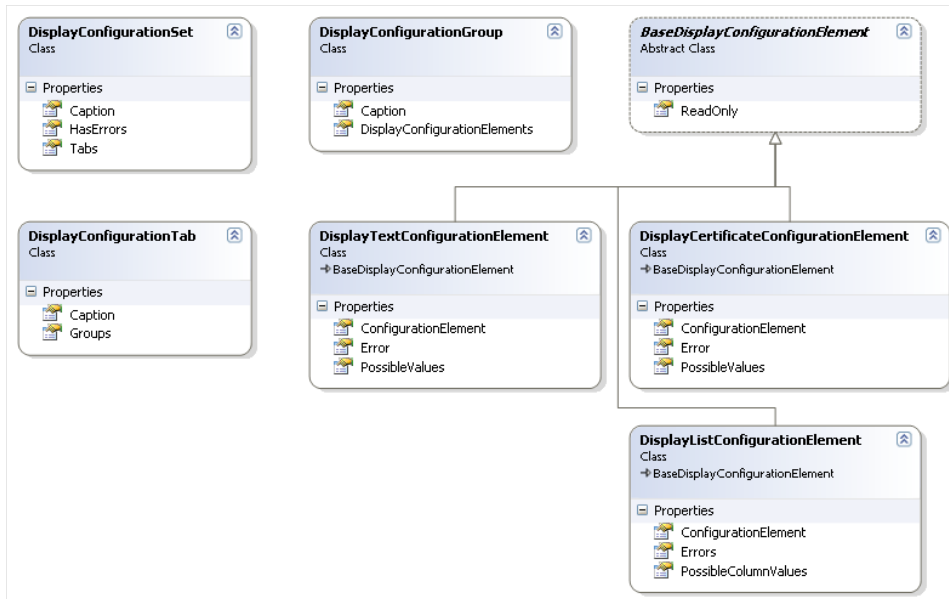 DisplayConfigurationSet
Class
Properties
Caption
HasErrors
Tabs
DisplayConfigurationGroup
Class
Properties
Caption
DisplayConfigurationElements
BaseDisplayConfigurationElement
Abstract Class
Properties
ReadOnly
DisplayConfigurationTab
Class
Properties
Caption
Groups
DisplayTextConfigurationElement
Class
BaseDisplayConfigurationElement
Properties
ConfigurationElement
Error
PossibleValues
DisplayCertificateConfigurationElement
Class
BaseDisplayConfigurationElement
Properties
ConfigurationElement
Error
PossibleValues
DisplayListConfigurationElement
Class
BaseDisplayConfigurationElement
Properties
ConfigurationElement
Errors
PossibleColumnValues